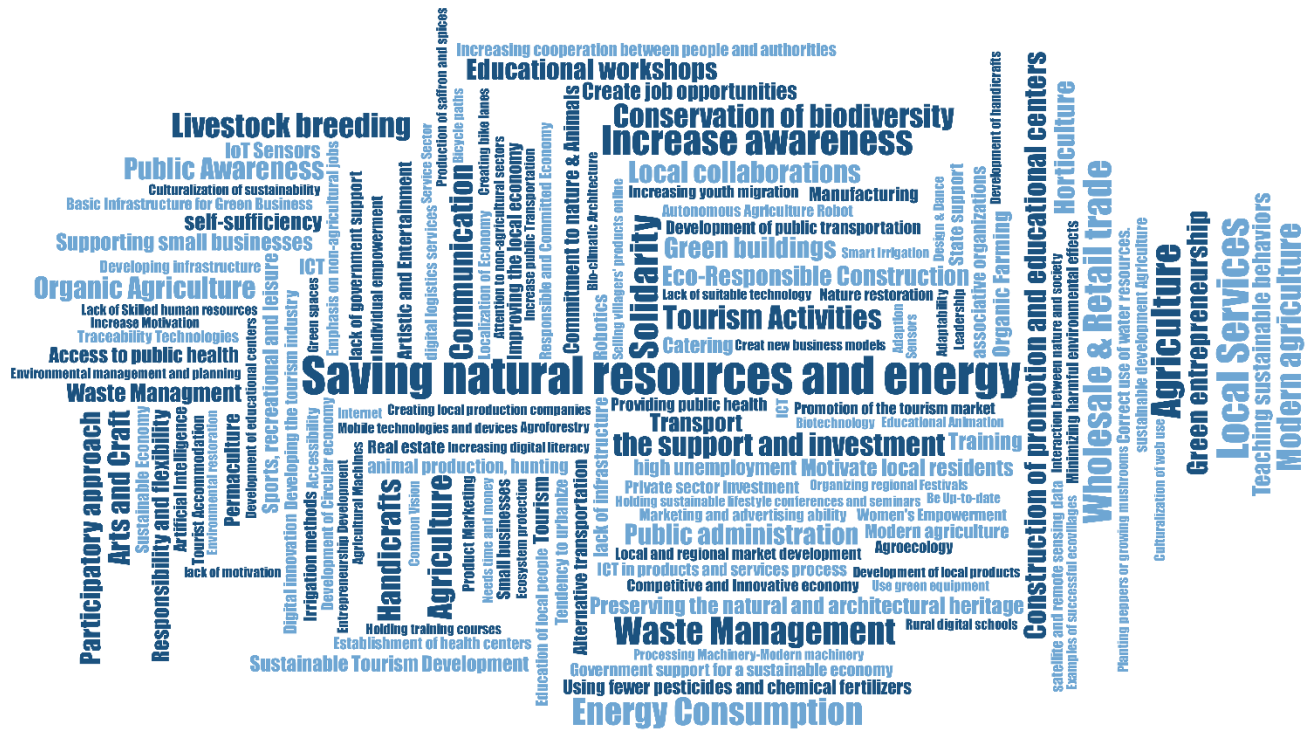 Increasing cooperation between people and authorities
Educational workshops
Create job opportunities
Conservation of biodiversity
Increase awareness
Livestock breeding
IoT Sensors
Public Awareness
Culturalization of sustainability
Basic Infrastructure for Green Business
self-sufficiency
Supporting small businesses
Developing infrastructure
ICT
Organic Agriculture
Lack of Skilled human resources
Increase Motivation
Traceability Technologies
Access to public health
Environmental management and planning
Waste Managment
Sports, recreational and leisure
Green spaces
Emphasis on non-agricultural jobs
lack of government support
Individual empowerment
Artistic and Entertainment
digital logistics services
Service Sector
Production of saffron and spices
Communication
Bicycle paths
Localization of Economy
Creating bike lanes
Attention to non-agricultural sectors
Improving the local economy
Increase public Transportation
Responsible and Committed Economy
Commitment to nature & Animals
Bio-climatic Architecture
Robotics
Selling villagers' products online
Solidarity
Local collaborations
Increasing youth migration
Manufacturing
Autonomous Agriculture Robot
Development of public transportation
Green buildings
Smart Irrigation
Eco-Responsible Construction
Lack of suitable technology
Nature restoration
Tourism Activities
Catering
Creat new business models
Adaption
Sensors
Design & Dance
Adaptability
State support
Leadership
associative organizations
Development of handicrafts
Organic Farming
Construction of promotion and educational centers
Horticulture
Interaction between nature and society
satellite and remote sensing data
Minimizing harmful environmental effects
Examples of successful ecovillages
Wholesale & Retail trade
Correct use of water resources.
Planting peppers or growing mushrooms
sustainable development Agriculture
Culturalization of well use
Agriculture
Green entrepreneurship
Local Services
Teaching sustainable behaviors
Modern agriculture
Saving natural resources and energy
Participatory approach
Arts and Craft
Sustainable Economy
Responsibility and flexibility
Artificial Intelligence
Tourist Accommodation
Environmental restoration
Permaculture
Development of educational centers
lack of motivation
Digital innovation
Developing the tourism industry
Irrigation methods
Accessibility
Development of Circular economy
Entrepreneurship Development
Agricultural Machines
Internet
Creating local production companies
Mobile technologies and devices
Agroforestry
Real estate
Increasing digital literacy
animal production, hunting
Handicrafts
Common Vision
Agriculture
Product Marketing
Needs time and money
Small businesses
Ecosystem protection
Tourism
Education of local people
Tendency to urbanize
Alternative transportation
lack of infrastructure
Holding training courses
Establishment of health centers
Sustainable Tourism Development
Providing public health
ICT
Promotion of the tourism market
Transport
Biotechnology
Educational Animation
the support and investment
Training
high unemployment
Motivate local residents
Private sector Investment
Organizing regional Festivals
Holding sustainable lifestyle conferences and seminars
Be Up-to-date
Marketing and advertising ability
Women's Empowerment
Public administration
Modern agriculture
Local and regional market development
Agroecology
ICT in products and services process
Development of local products
Competitive and Innovative economy
Use green equipment
Preserving the natural and architectural heritage
Waste Management
Rural digital schools
Processing Machinery-Modern machinery
Government support for a sustainable economy
Using fewer pesticides and chemical fertilizers
Energy Consumption